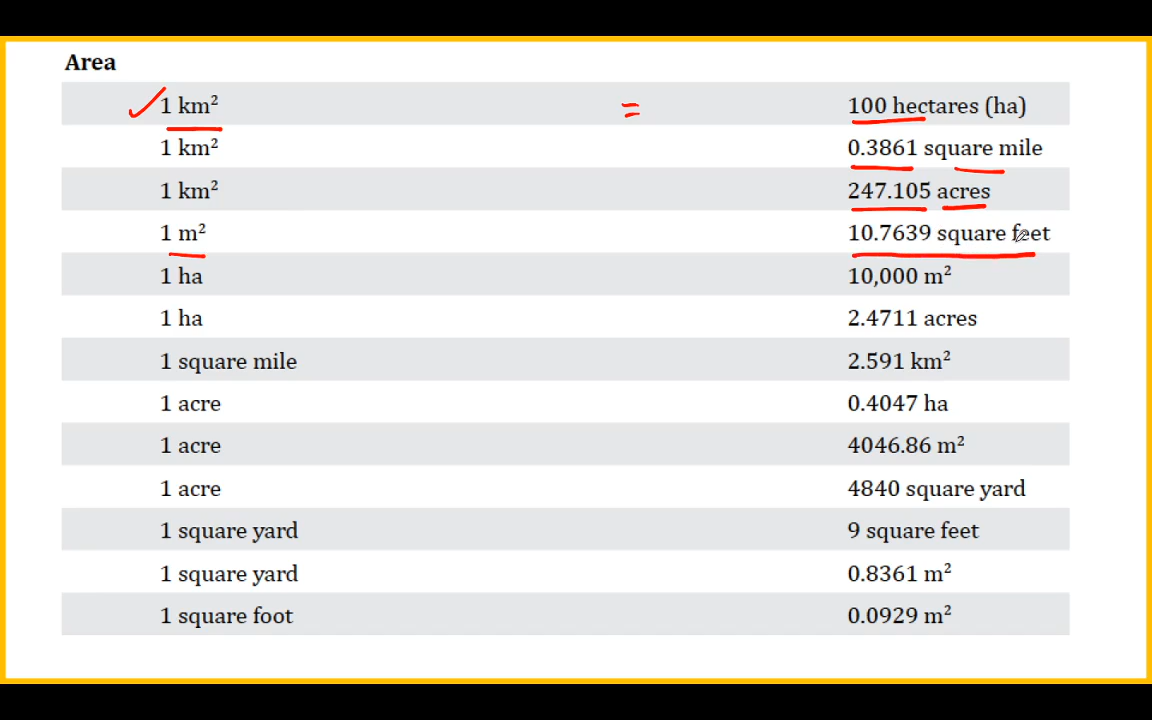 Area
1 km² = 100 hectares (ha)
1 km² 0.3861 square mile
1 km² 247.105 acres
1 m² 10.7639 square feet
1 ha 10,000 m²
1 ha 2.4711 acres
1 square mile 2.591 km²
1 acre 0.4047 ha
1 acre 4046.86 m²
1 acre 4840 square yard
1 square yard 9 square feet
1 square yard 0.8361 m²
1 square foot 0.0929 m²